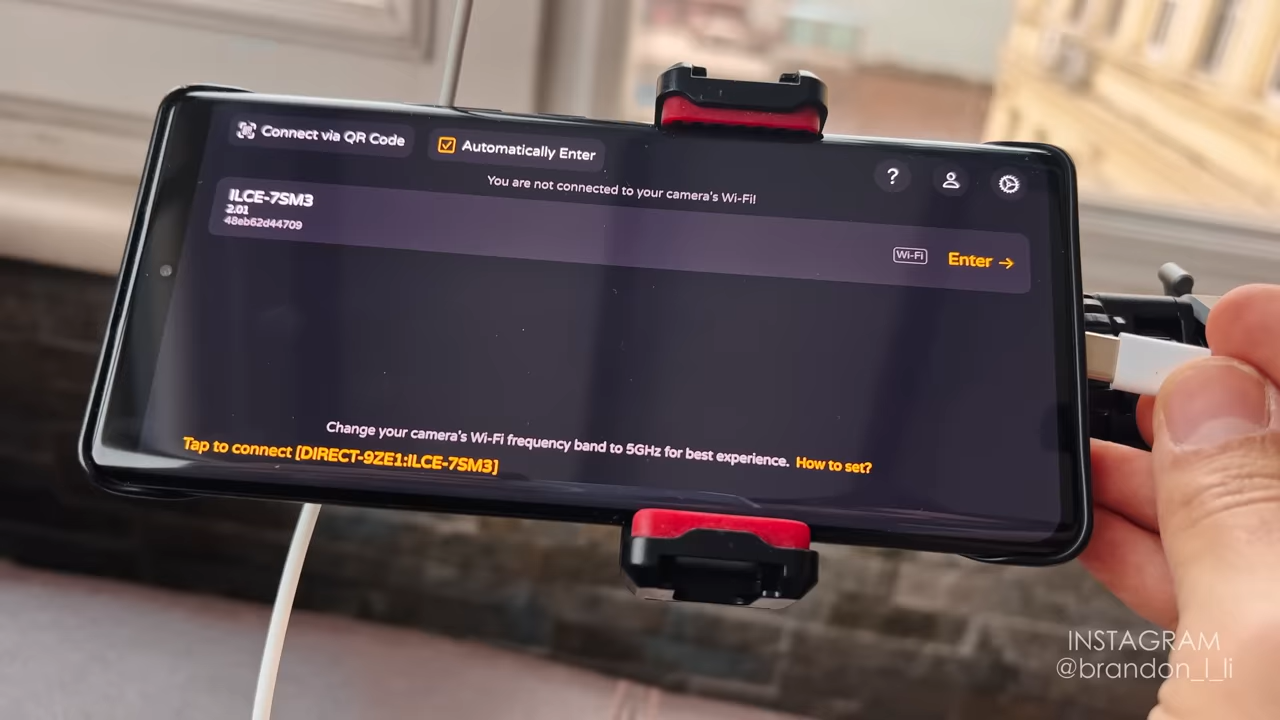 Connect via QR Code
Automatically Enter
?
You are not connected to your camera's Wi-Fi!
ILCE-7SM3
2.01
48eb62d44709
Wi-Fi
Enter →
Change your camera's Wi-Fi frequency band to 5GHz for best experience. How to set?
Tap to connect [DIRECT-9ZE1:ILCE-7SM3]
INSTAGRAM
@brandon_l_li